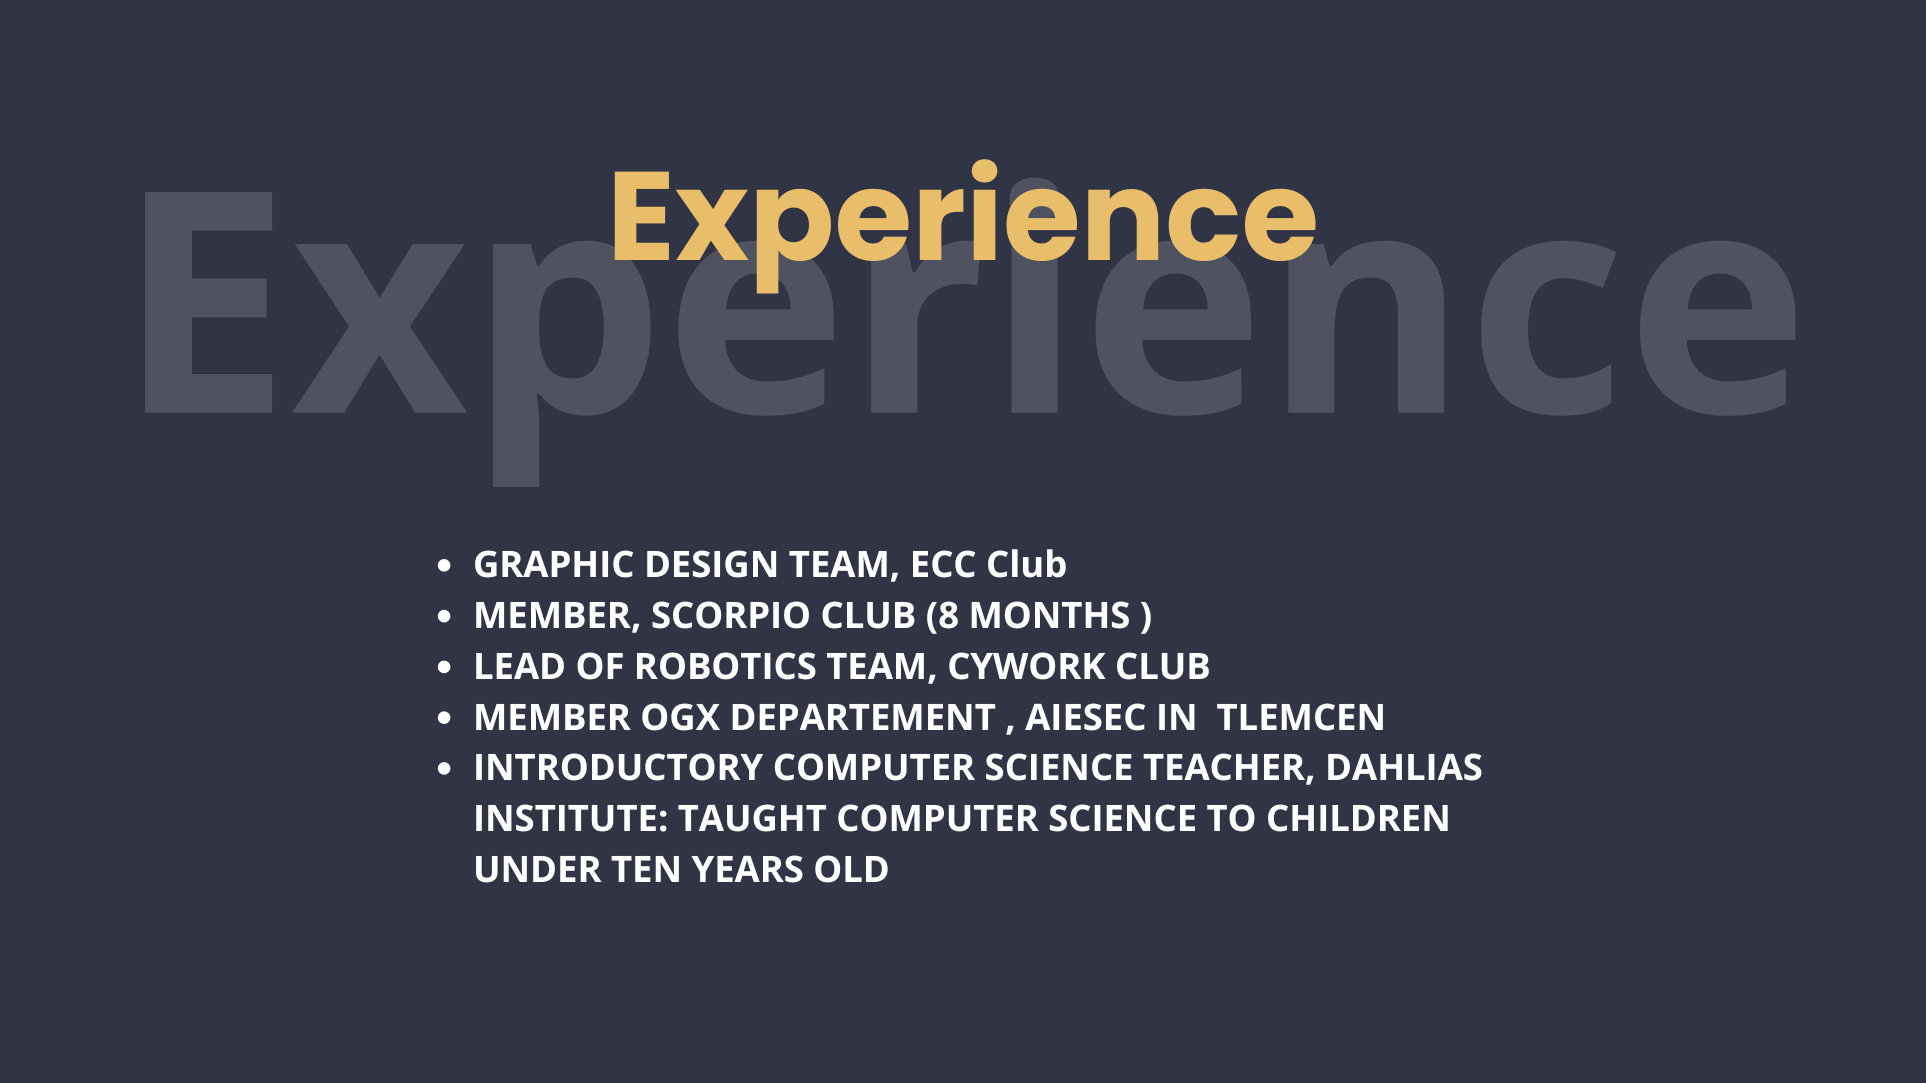 Experience
Experience
• GRAPHIC DESIGN TEAM, ECC Club
• MEMBER, SCORPIO CLUB (8 MONTHS )
• LEAD OF ROBOTICS TEAM, CYWORK CLUB
• MEMBER OGX DEPARTEMENT , AIESEC IN  TLEMCEN
• INTRODUCTORY COMPUTER SCIENCE TEACHER, DAHLIAS
INSTITUTE: TAUGHT COMPUTER SCIENCE TO CHILDREN
UNDER TEN YEARS OLD